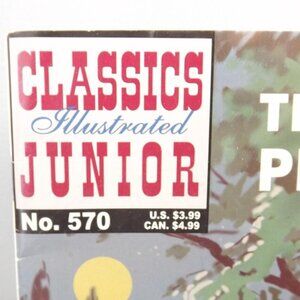 CLASSICS
Illustrated
JUNIOR
No. 570
U.S. $3.99
CAN. $4.99